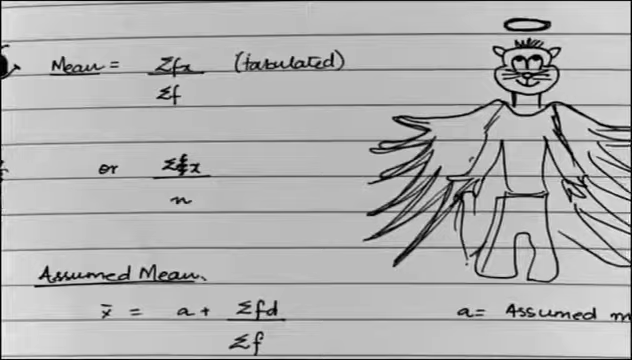 Mean = Σfx / Σf (tabulated)
or Σx / n
Assumed Mean.
x̄ = a + Σfd / Σf
a = Assumed m